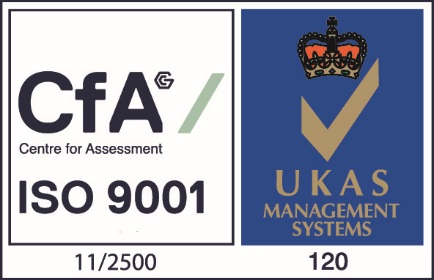 CfA
Centre for Assessment
ISO 9001
11/2500
UKAS
MANAGEMENT
SYSTEMS
120